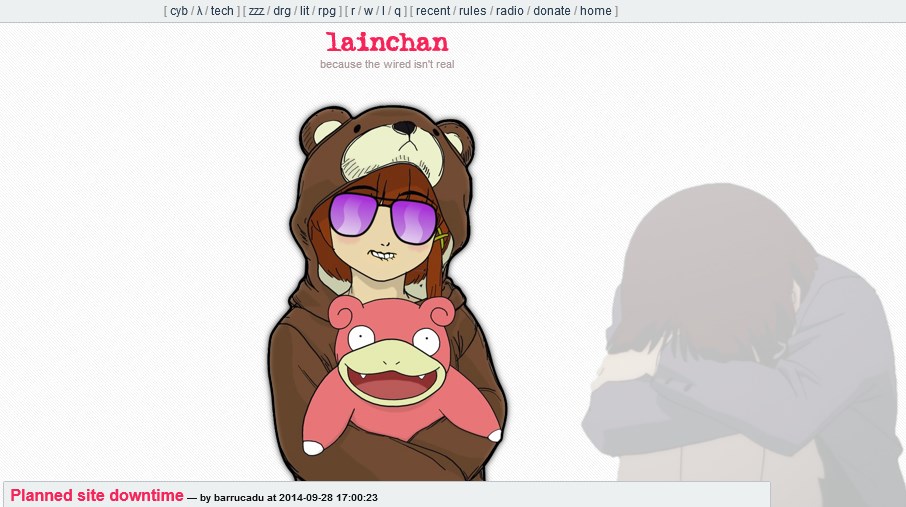 [ cyb / λ / tech ] [ zzz / drg / lit / rpg ] [ r / w / l / q ] [ recent / rules / radio / donate / home ]
lainchan
because the wired isn't real
Planned site downtime — by barrucadu at 2014-09-28 17:00:23